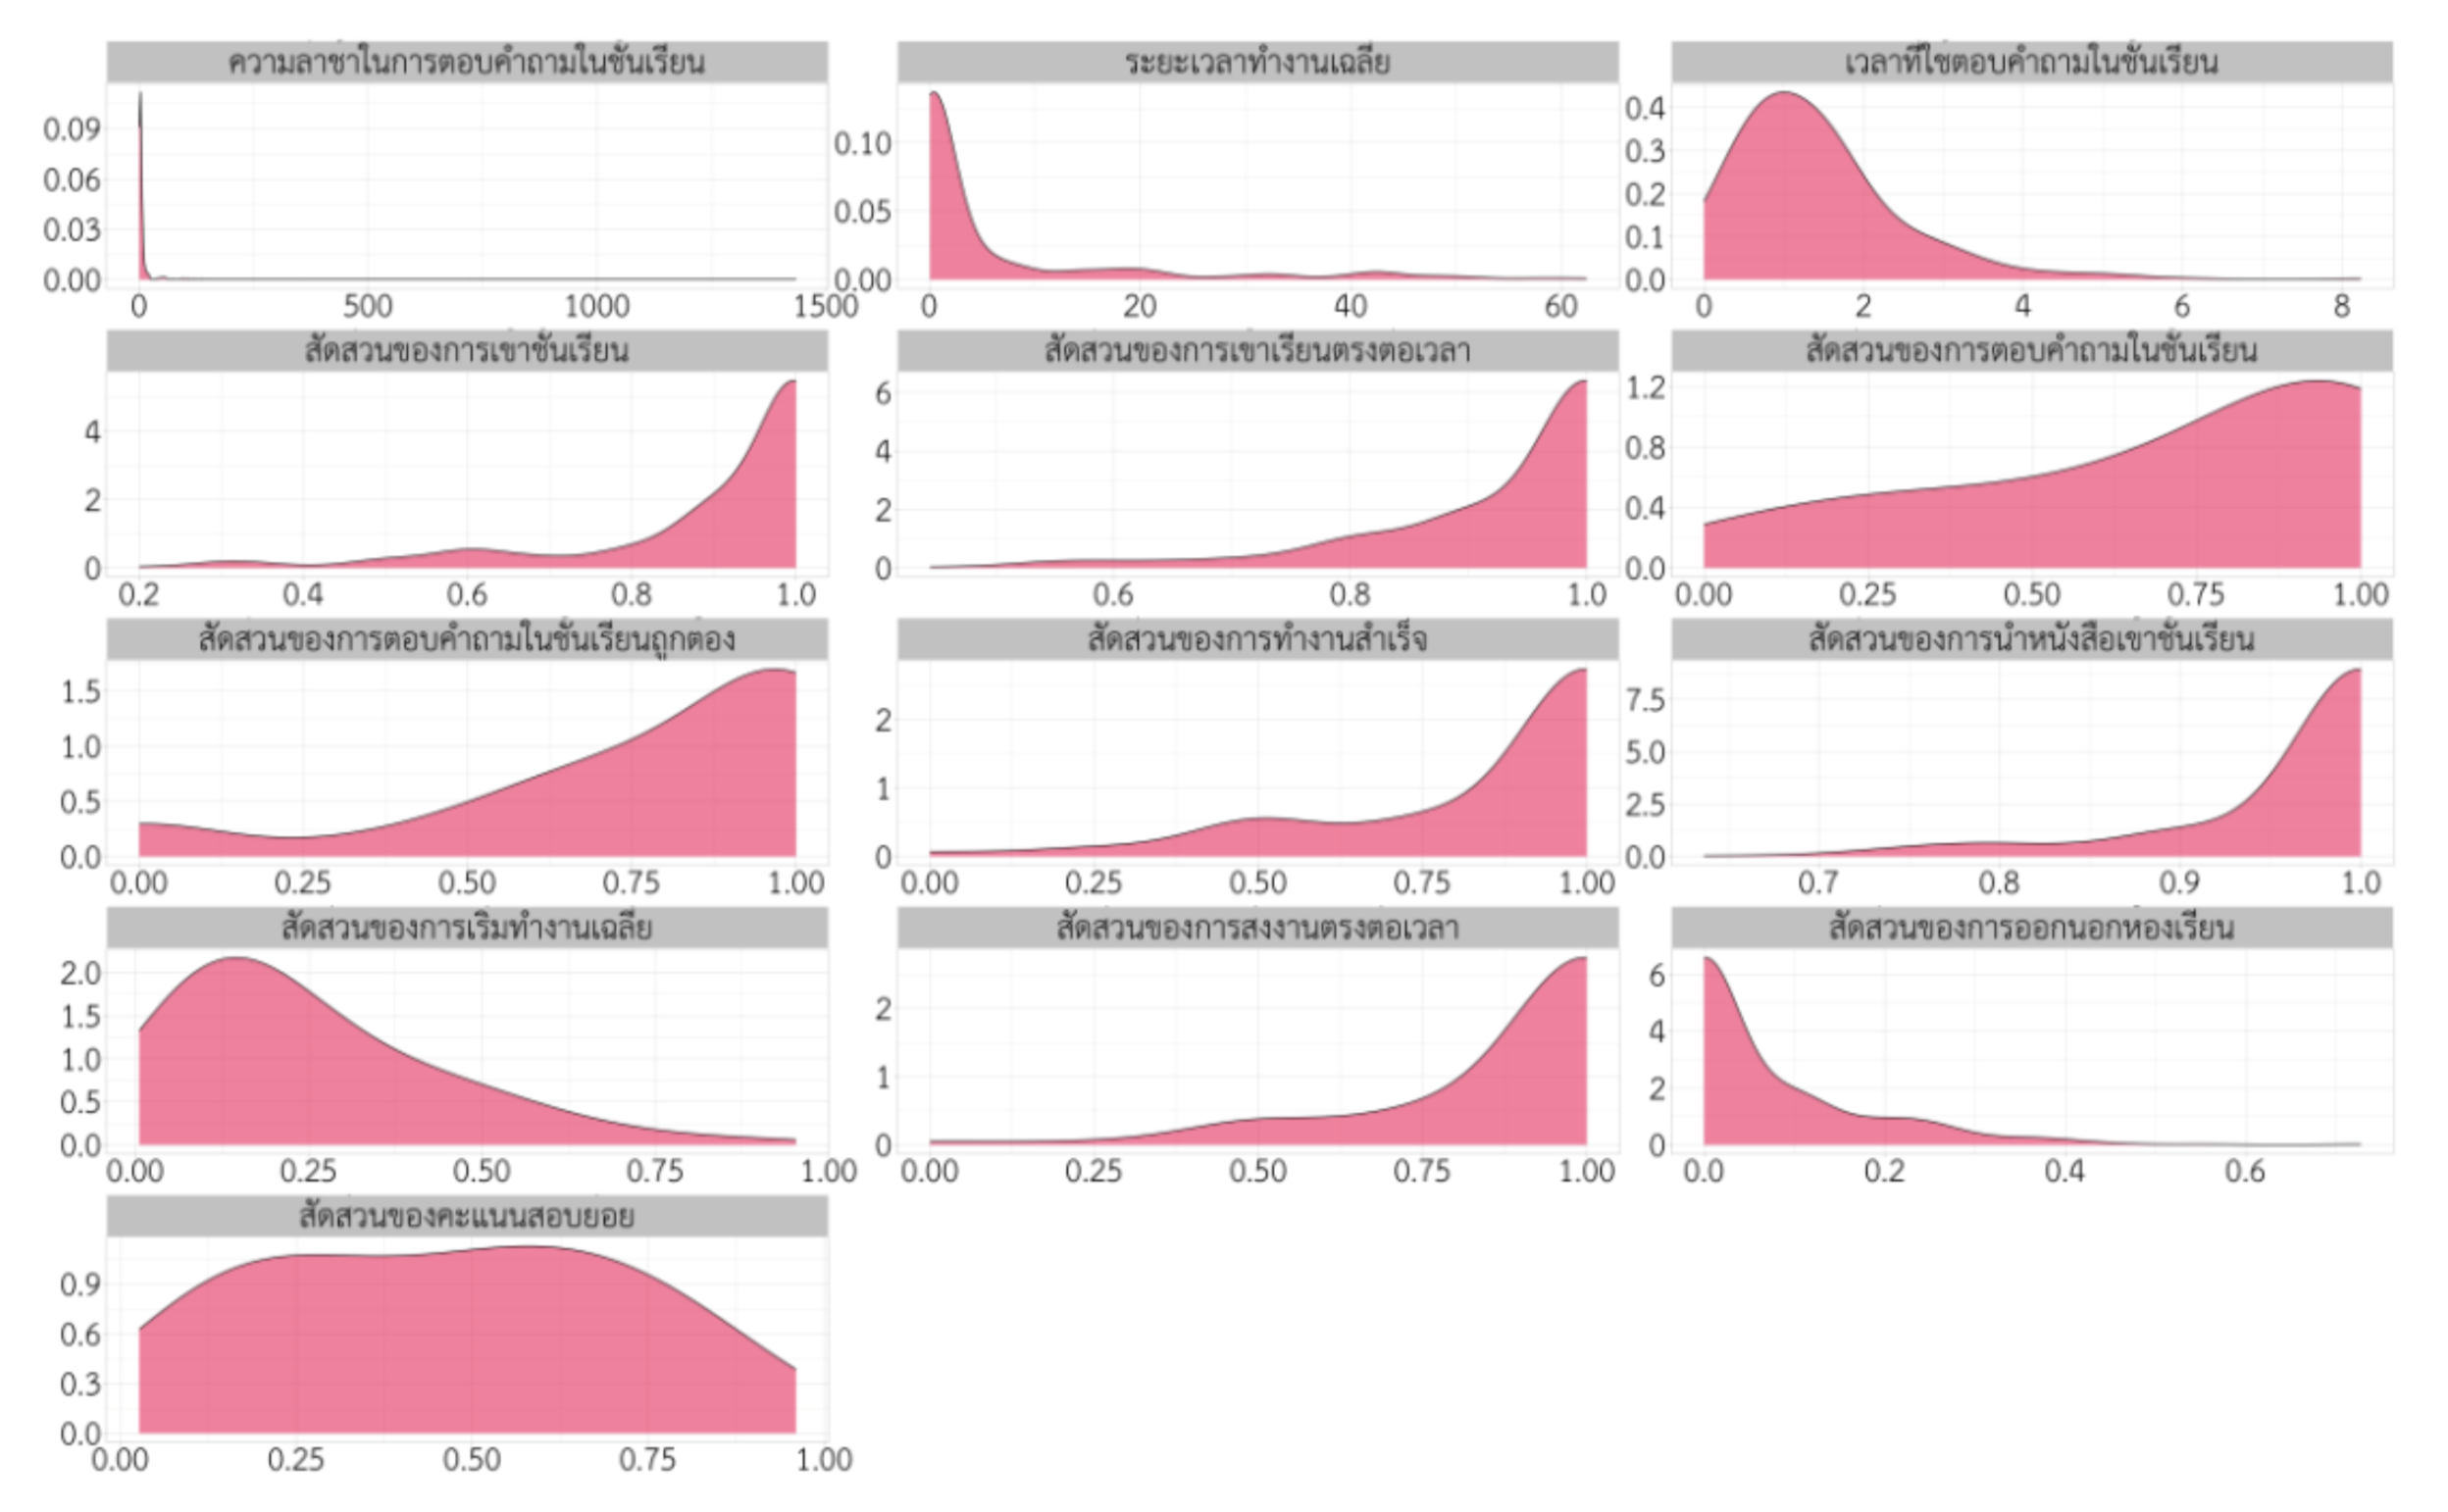 ความลาชาในการตอบคำถามในชันเรียน
0.09
0.06
0.03
0.00
0 500 1000 1500
ระยะเวลาทำงานเฉลีย
0.10
0.05
0.00
0 20 40 60
เวลาทีใชตอบคำถามในชันเรียน
0.4
0.3
0.2
0.1
0.0
0 2 4 6 8
สัดสวนของการเขาชันเรียน
4
2
0
0.2 0.4 0.6 0.8 1.0
สัดสวนของการเขาเรียนตรงตอเวลา
6
4
2
0
0.6 0.8 1.0
สัดสวนของการตอบคำถามในชันเรียน
1.2
0.8
0.4
0.0
0.00 0.25 0.50 0.75 1.00
สัดสวนของการตอบคำถามในชันเรียนถูกตอง
1.5
1.0
0.5
0.0
0.00 0.25 0.50 0.75 1.00
สัดสวนของการทำงานสำเร็จ
2
1
0
0.00 0.25 0.50 0.75 1.00
สัดสวนของการนำหนังสือเขาชันเรียน
7.5
5.0
2.5
0.0
0.7 0.8 0.9 1.0
สัดสวนของการเริมทำงานเฉลีย
2.0
1.5
1.0
0.5
0.0
0.00 0.25 0.50 0.75 1.00
สัดสวนของการสงงานตรงตอเวลา
2
1
0
0.00 0.25 0.50 0.75 1.00
สัดสวนของการออกนอกหองเรียน
6
4
2
0
0.0 0.2 0.4 0.6
สัดสวนของคะแนนสอบยอย
0.9
0.6
0.3
0.0
0.00 0.25 0.50 0.75 1.00